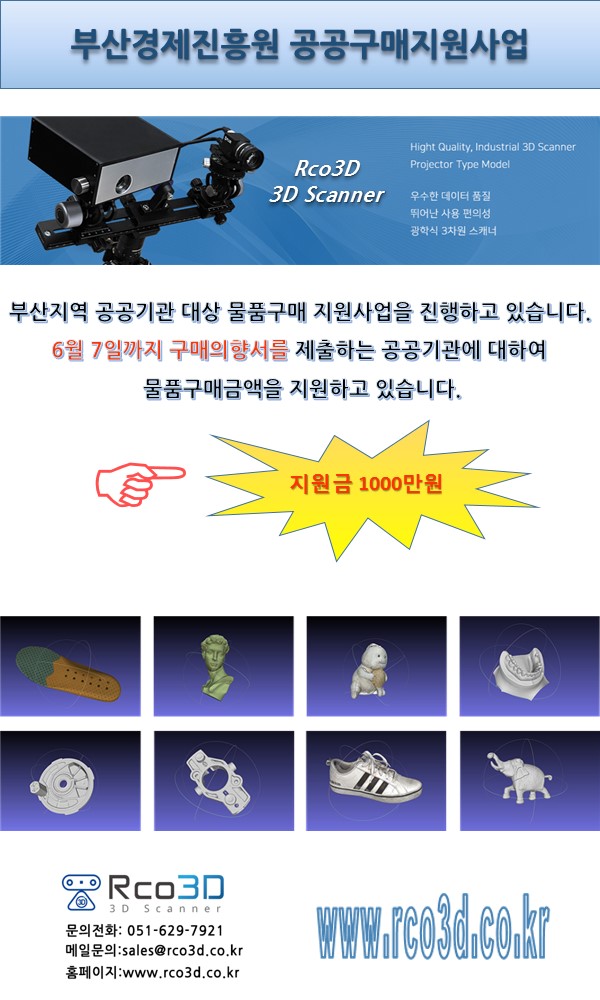 부산경제진흥원 공공구매지원사업
Rco3D
3D Scanner
Hight Quality, Industrial 3D Scanner
Projector Type Model
우수한 데이터 품질
뛰어난 사용 편의성
광학식 3차원 스캐너
부산지역 공공기관 대상 물품구매 지원사업을 진행하고 있습니다.
6월 7일까지 구매의향서를 제출하는 공공기관에 대하여
물품구매금액을 지원하고 있습니다.
지원금 1000만원
3D
Rco3D
3D Scanner
문의전화: 051-629-7921
메일문의:sales@rco3d.co.kr
홈페이지:www.rco3d.co.kr
www.rco3d.co.kr